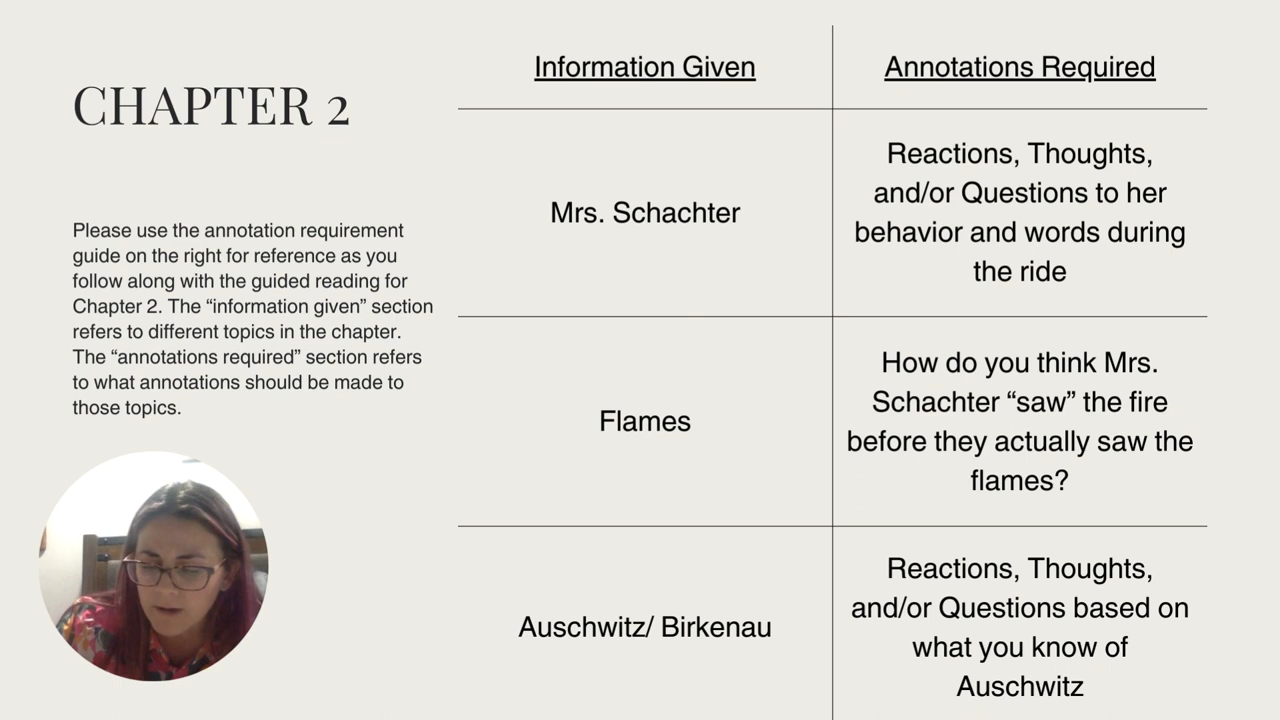 CHAPTER 2
Please use the annotation requirement
guide on the right for reference as you
follow along with the guided reading for
Chapter 2. The “information given” section
refers to different topics in the chapter.
The “annotations required” section refers
to what annotations should be made to
those topics.
Information Given
Annotations Required
Mrs. Schachter
Reactions, Thoughts,
and/or Questions to her
behavior and words during
the ride
Flames
How do you think Mrs.
Schachter “saw” the fire
before they actually saw the
flames?
Auschwitz/ Birkenau
Reactions, Thoughts,
and/or Questions based on
what you know of
Auschwitz